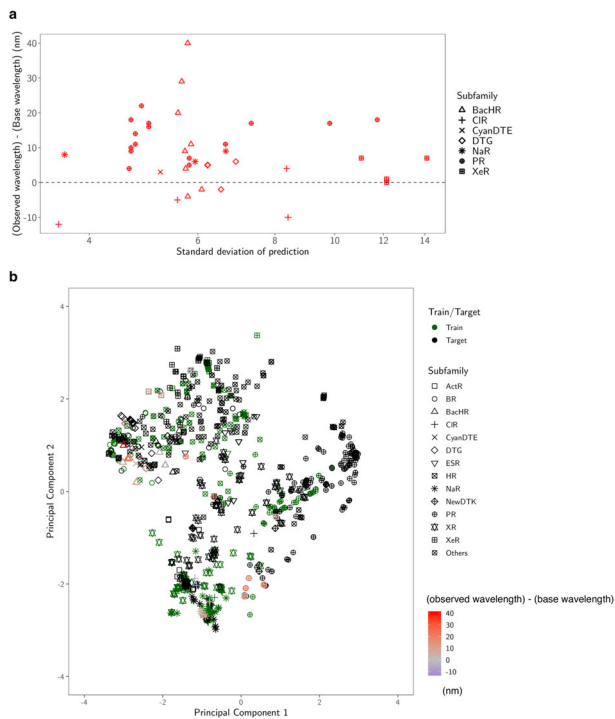 a
(Observed wavelength) - (Base wavelength) (nm)
40
30
20
10
0
-10
4
6
8
10
12
14
Standard deviation of prediction
Subfamily
BacHR
ClR
CyanDTE
DTG
NaR
PR
XeR
b
Principal Component 2
4
2
0
-2
-4
-4
-2
0
2
4
Principal Component 1
Train/Target
Train
Target
Subfamily
ActR
BR
BacHR
ClR
CyanDTE
DTG
ESR
HR
NaR
NewDTK
PR
XR
XeR
Others
(observed wavelength) - (base wavelength)
40
30
20
10
0
-10
(nm)